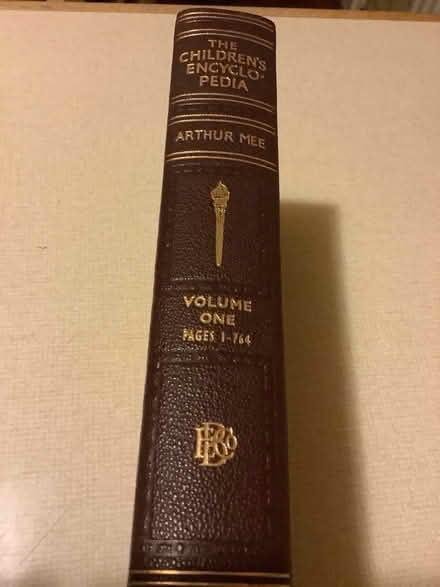 THE
CHILDREN'S
ENCYCLO-
PEDIA
ARTHUR MEE
VOLUME
ONE
PAGES 1-764